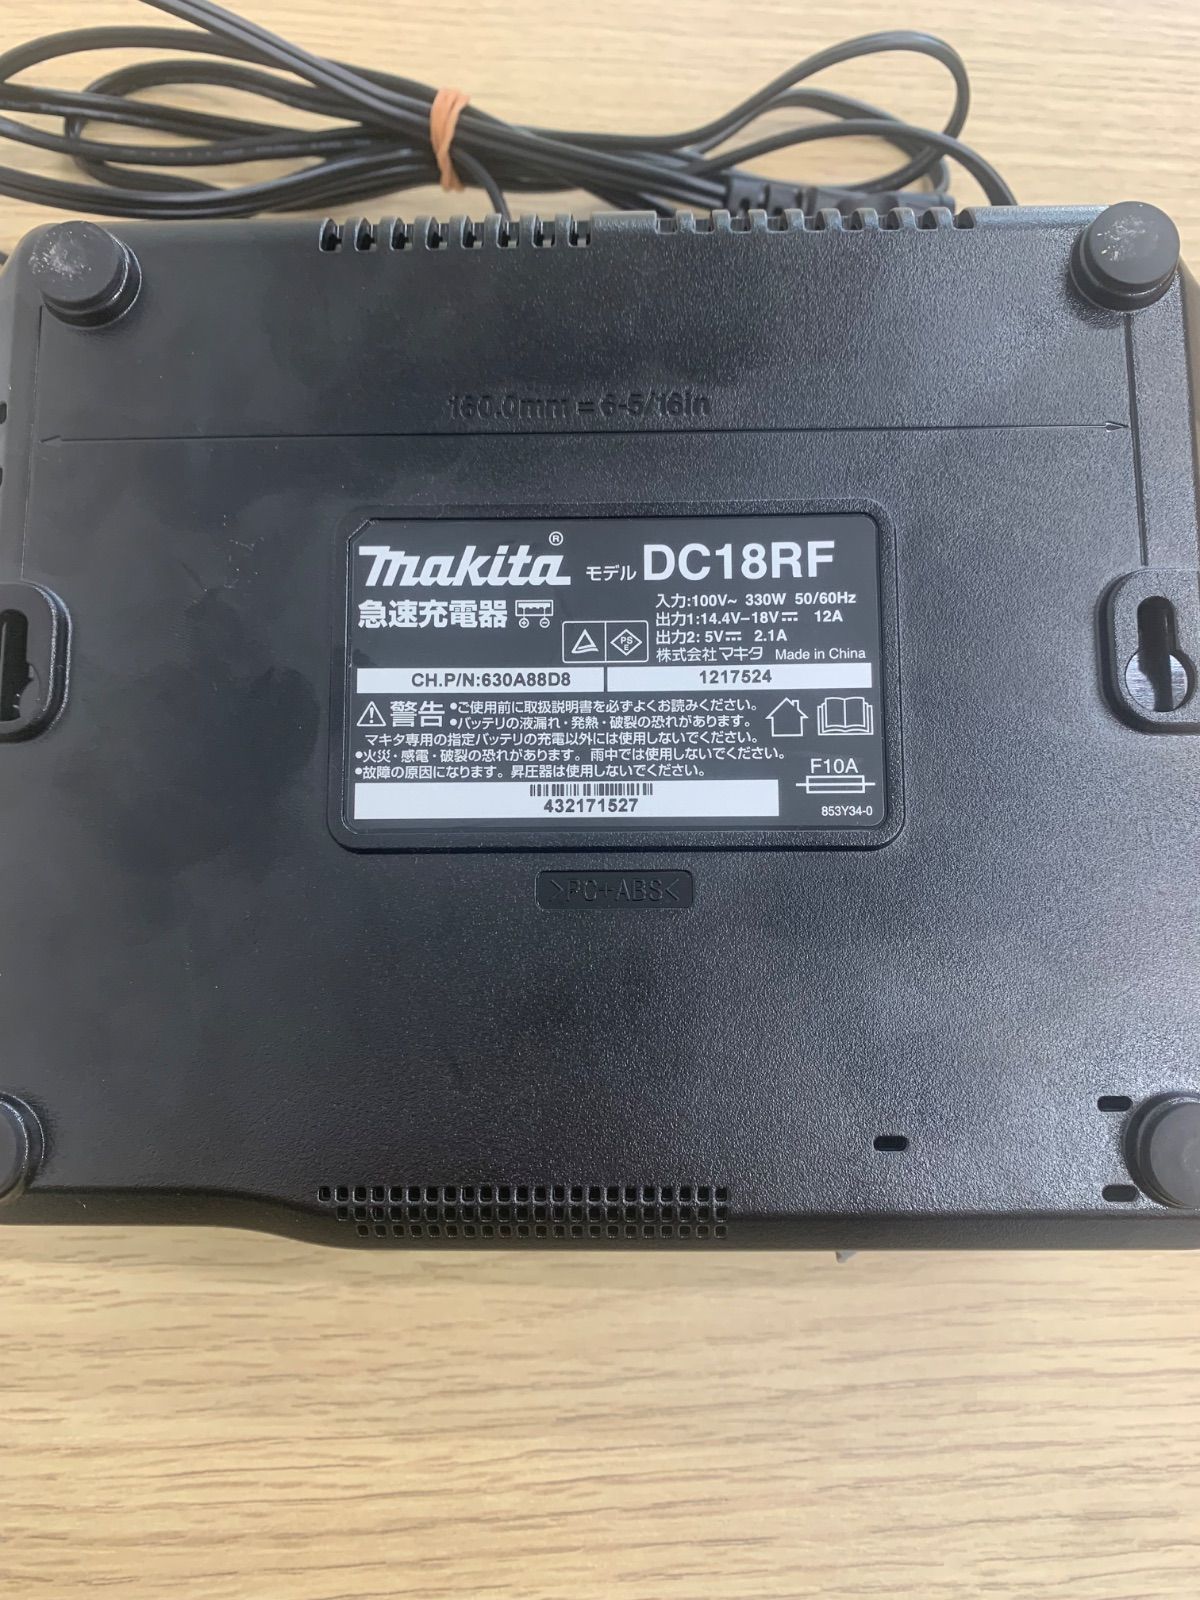 160.0mm = 6-5/16in
makita® モデル DC18RF
急速充電器
入力:100V~ 330W 50/60Hz
出力1:14.4V-18V⎓ 12A
出力2: 5V⎓ 2.1A
株式会社マキタ Made in China
PS
E
CH.P/N:630A88D8 1217524
警告 •ご使用前に取扱説明書を必ずよくお読みください。
•バッテリの液漏れ・発熱・破裂の恐れがあります。
マキタ専用の指定バッテリの充電以外には使用しないでください。
•火災・感電・破裂の恐れがあります。雨中では使用しないでください。
•故障の原因になります。昇圧器は使用しないでください。
F10A
432171527
853Y34-0
>PC+ABS<